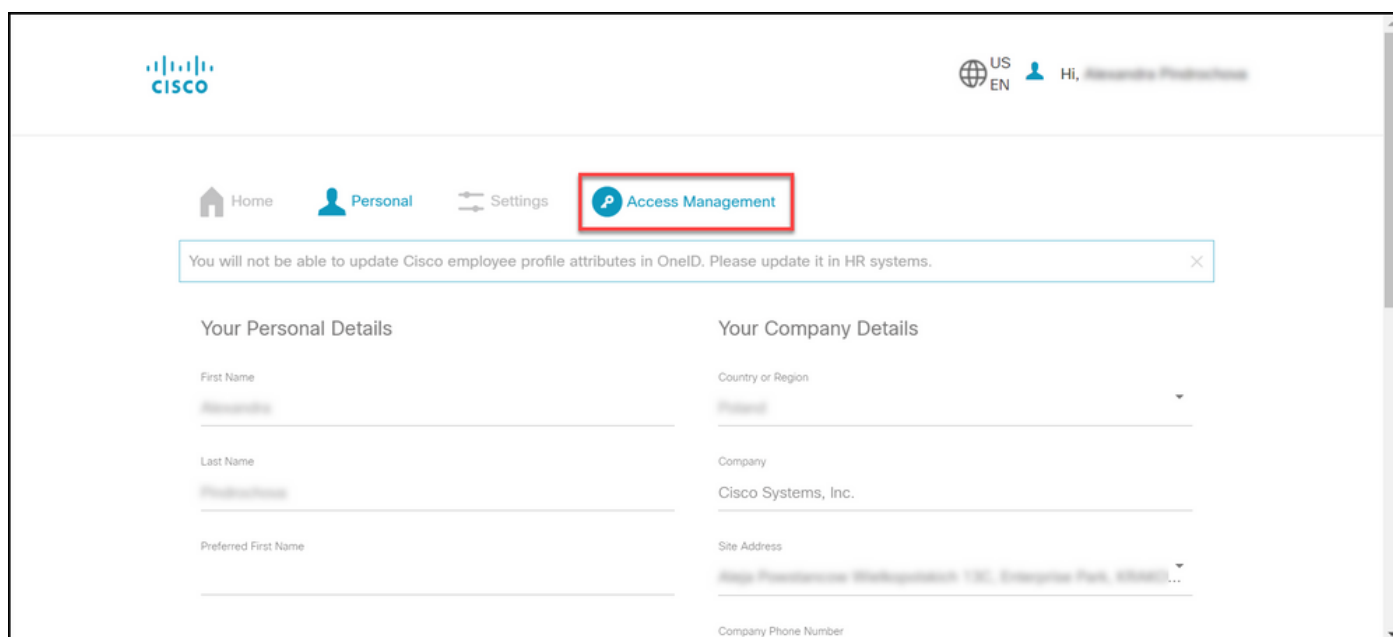 CISCO
US
EN
Hi,
Home
Personal
Settings
Access Management
You will not be able to update Cisco employee profile attributes in OneID. Please update it in HR systems.
Your Personal Details
First Name
Last Name
Preferred First Name
Your Company Details
Country or Region
Company
Cisco Systems, Inc.
Site Address
Company Phone Number